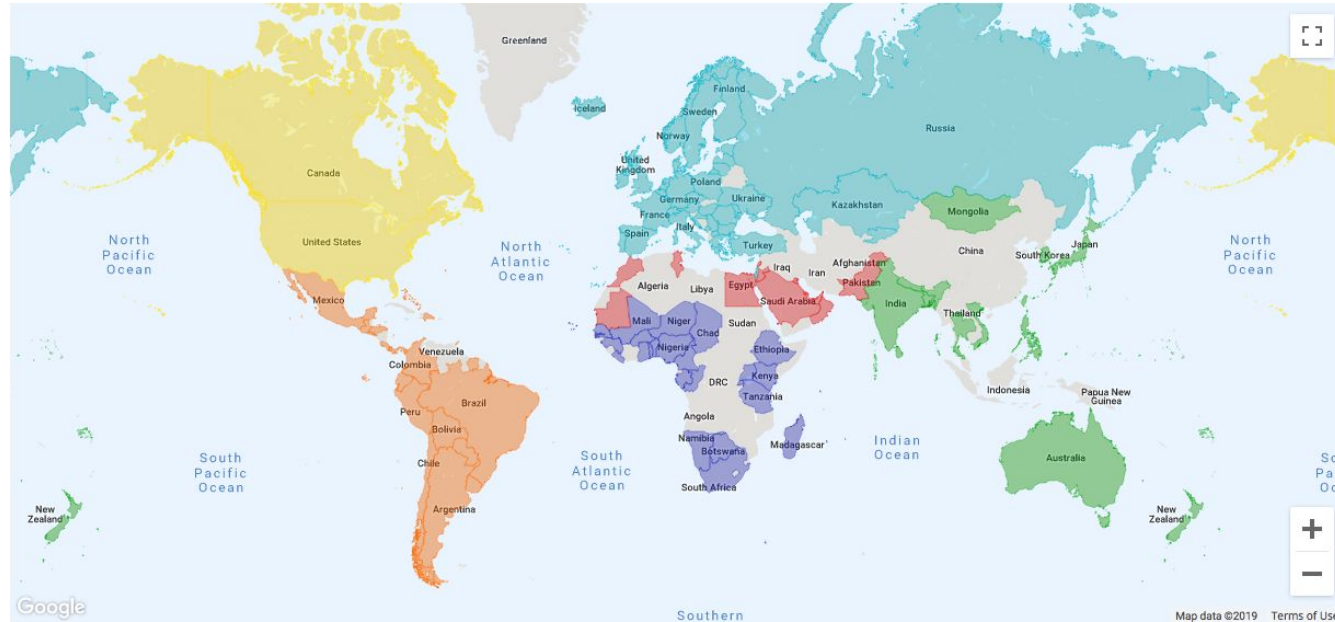 Greenland
Iceland
Finland
Sweden
Norway
Russia
United
Kingdom
Poland
Germany
Ukraine
Kazakhstan
France
Italy
Spain
Turkey
Mongolia
China
South Korea
Japan
Canada
United States
North
Pacific
Ocean
North
Atlantic
Ocean
North
Pacific
Ocean
Mexico
Algeria
Libya
Egypt
Iraq
Iran
Afghanistan
Pakistan
Saudi Arabia
India
Thailand
Mali
Niger
Chad
Sudan
Nigeria
Ethiopia
Kenya
DRC
Tanzania
Angola
Namibia
Botswana
Madagascar
South Africa
Venezuela
Colombia
Brazil
Peru
Bolivia
Chile
Argentina
Indonesia
Papua New
Guinea
Australia
South
Pacific
Ocean
South
Atlantic
Ocean
Indian
Ocean
So
Pa
Oc
New
Zealand
New
Zealand
+
−
Google
Southern
Map data ©2019
Terms of Use